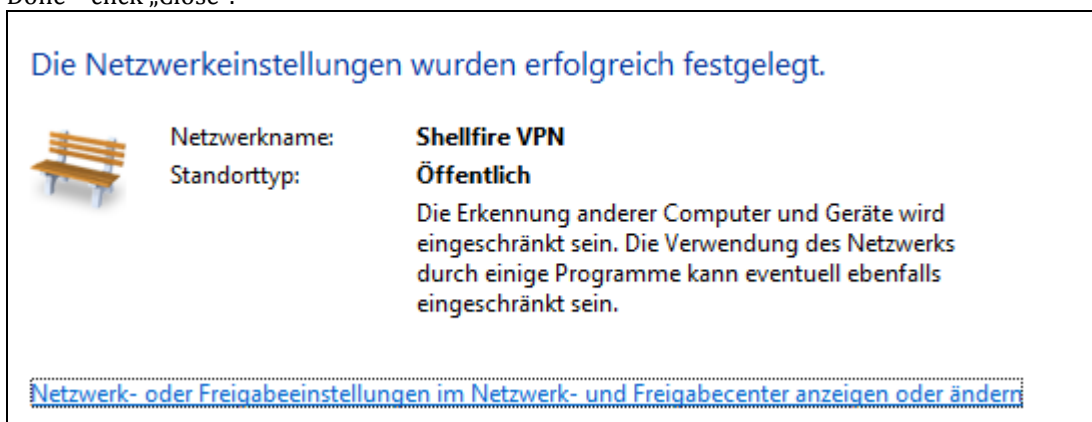 Done – click „Close“.
Die Netzwerkeinstellungen wurden erfolgreich festgelegt.
Netzwerkname: Shellfire VPN
Standorttyp: Öffentlich
Die Erkennung anderer Computer und Geräte wird
eingeschränkt sein. Die Verwendung des Netzwerks
durch einige Programme kann eventuell ebenfalls
eingeschränkt sein.
Netzwerk- oder Freigabeeinstellungen im Netzwerk- und Freigabecenter anzeigen oder ändern